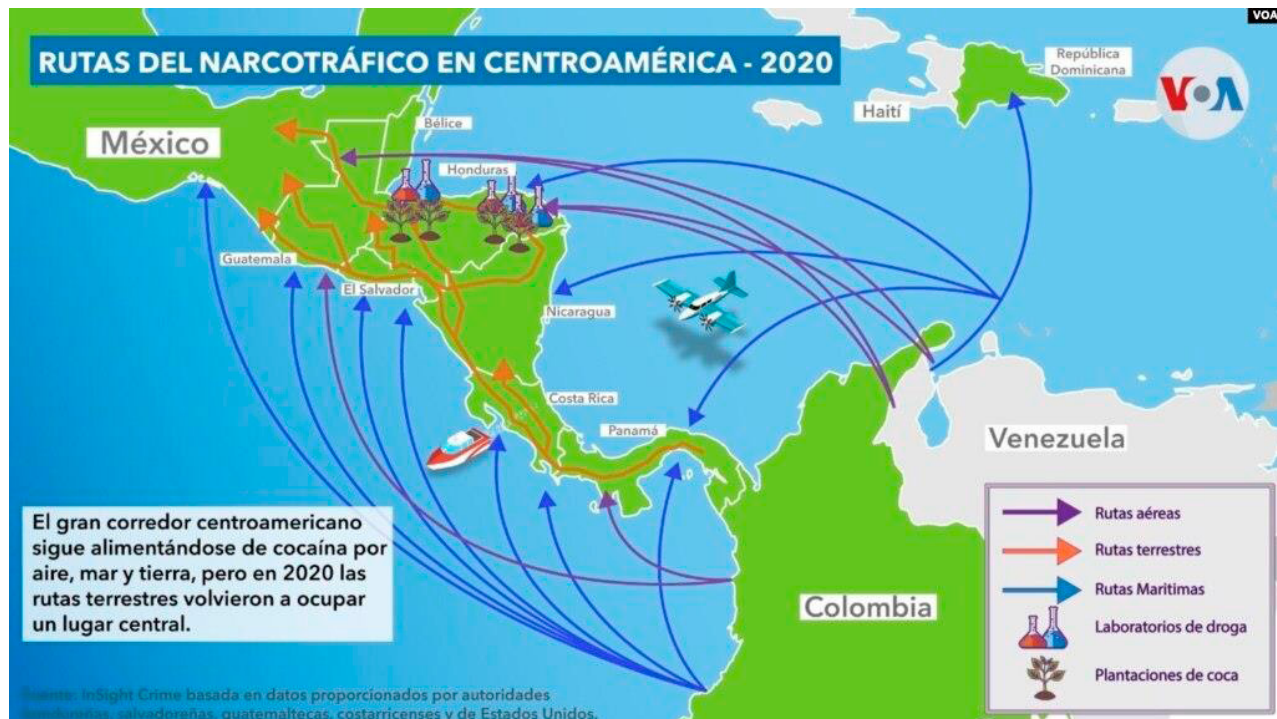 VOA
RUTAS DEL NARCOTRÁFICO EN CENTROAMÉRICA - 2020
República
Dominicana
VOA
Haití
México
Bélice
Honduras
Guatemala
El Salvador
Nicaragua
Costa Rica
Panamá
Venezuela
Colombia
El gran corredor centroamericano
sigue alimentándose de cocaína por
aire, mar y tierra, pero en 2020 las
rutas terrestres volvieron a ocupar
un lugar central.
Rutas aéreas
Rutas terrestres
Rutas Maritimas
Laboratorios de droga
Plantaciones de coca
Fuente: InSight Crime basada en datos proporcionados por autoridades
salvadoreñas, guatemaltecas, costarricenses y de Estados Unidos.